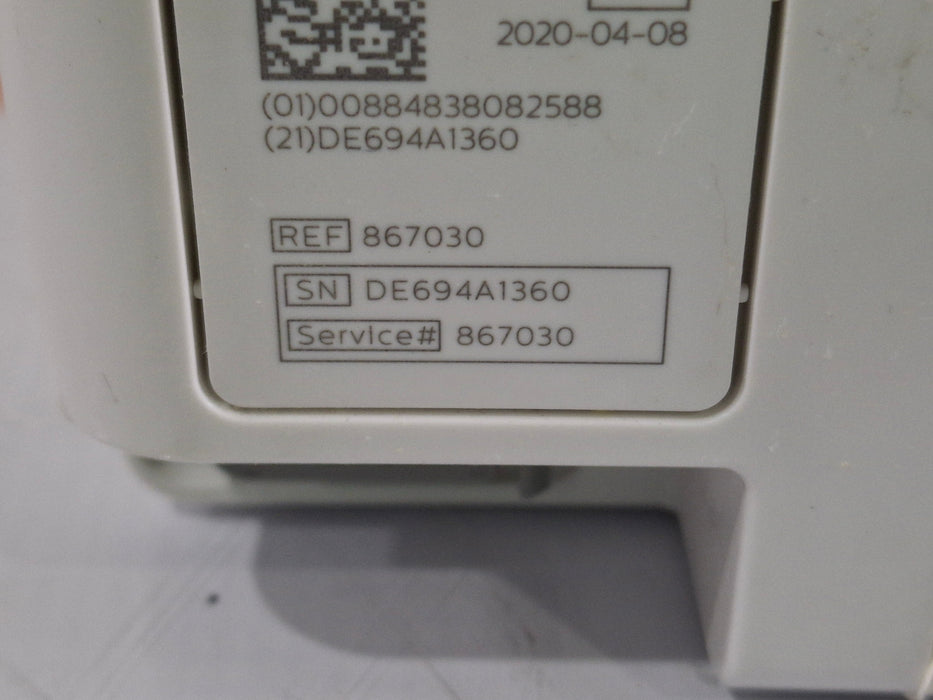 2020-04-08
(01)00884838082588
(21)DE694A1360
REF 867030
SN DE694A1360
Service# 867030